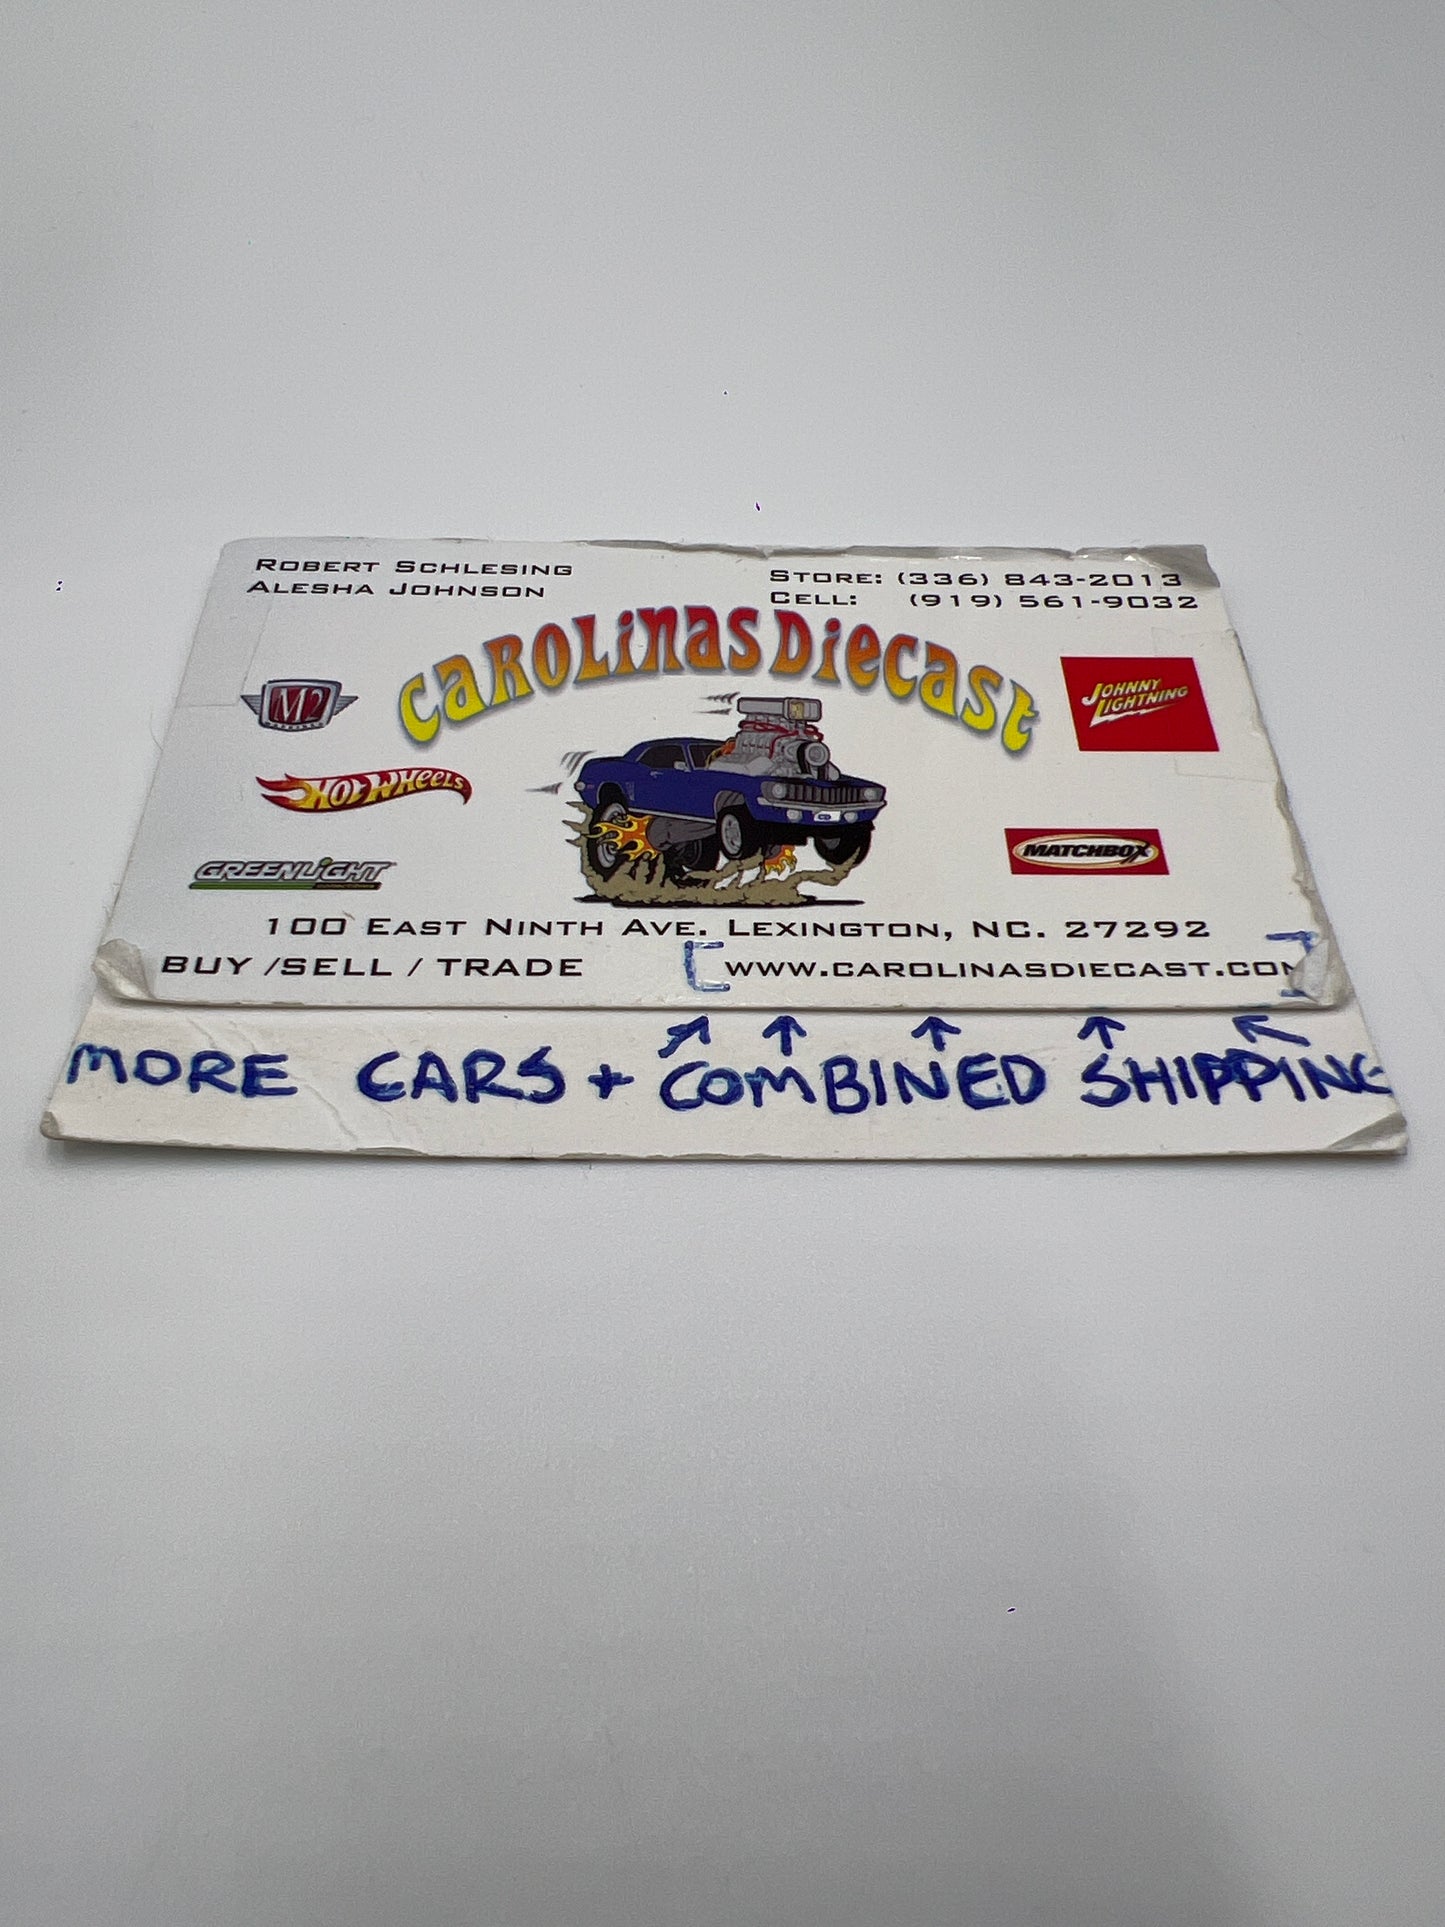 ROBERT SCHLESING
ALESHA JOHNSON
STORE: (336) 843-2013
CELL: (919) 561-9032
CAROLINAS DIECAST
M2
MACHINES
JOHNNY LIGHTNING
HOT WHEELS
MATCHBOX
GREENLIGHT
COLLECTIBLES
100 EAST NINTH AVE. LEXINGTON, NC. 27292
BUY /SELL / TRADE [WWW.CAROLINASDIECAST.COM]
MORE CARS + COMBINED SHIPPING